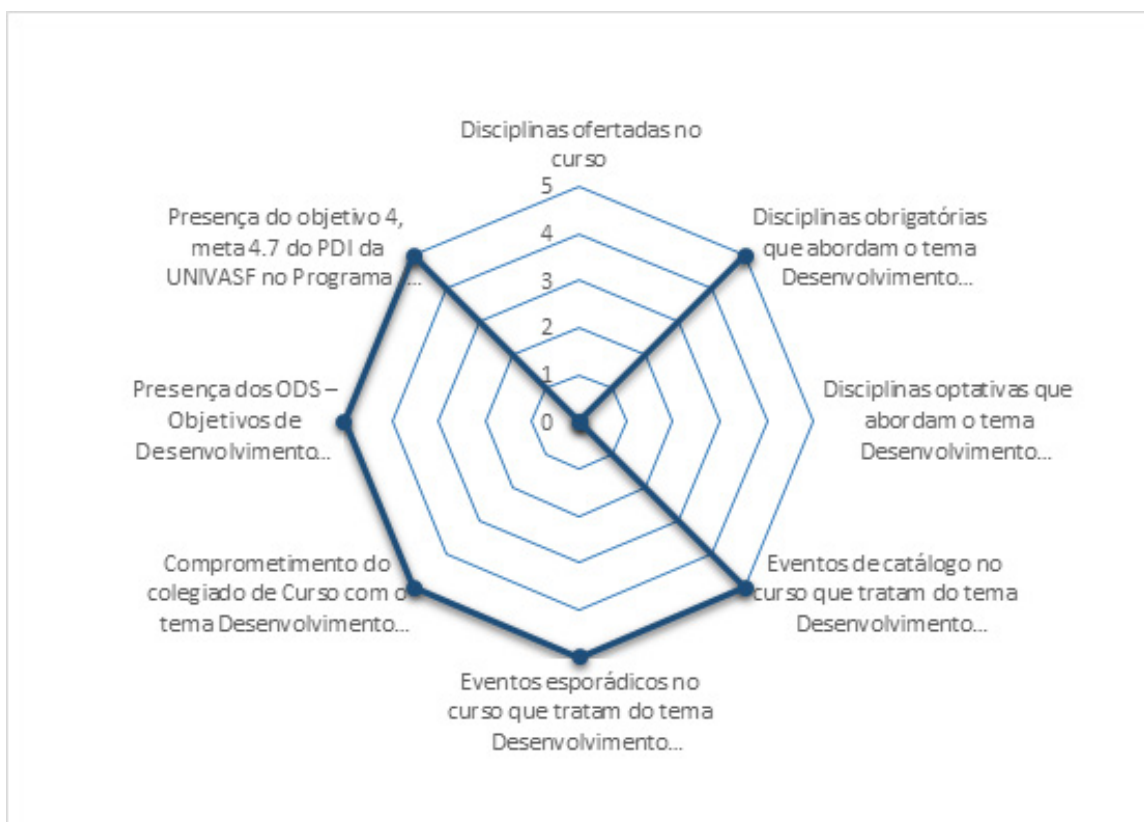 Disciplinas ofertadas no
curso
5
4
3
2
1
0
Disciplinas obrigatórias
que abordam o tema
Desenvolvimento...
Disciplinas optativas que
abordam o tema
Desenvolvimento...
Eventos de catálogo no
curso que tratam do tema
Desenvolvimento...
Eventos esporádicos no
curso que tratam do tema
Desenvolvimento...
Comprometimento do
colegiado de Curso com o
tema Desenvolvimento...
Presença dos ODS –
Objetivos de
Desenvolvimento...
Presença do objetivo 4,
meta 4.7 do PDI da
UNIVASF no Programa ...